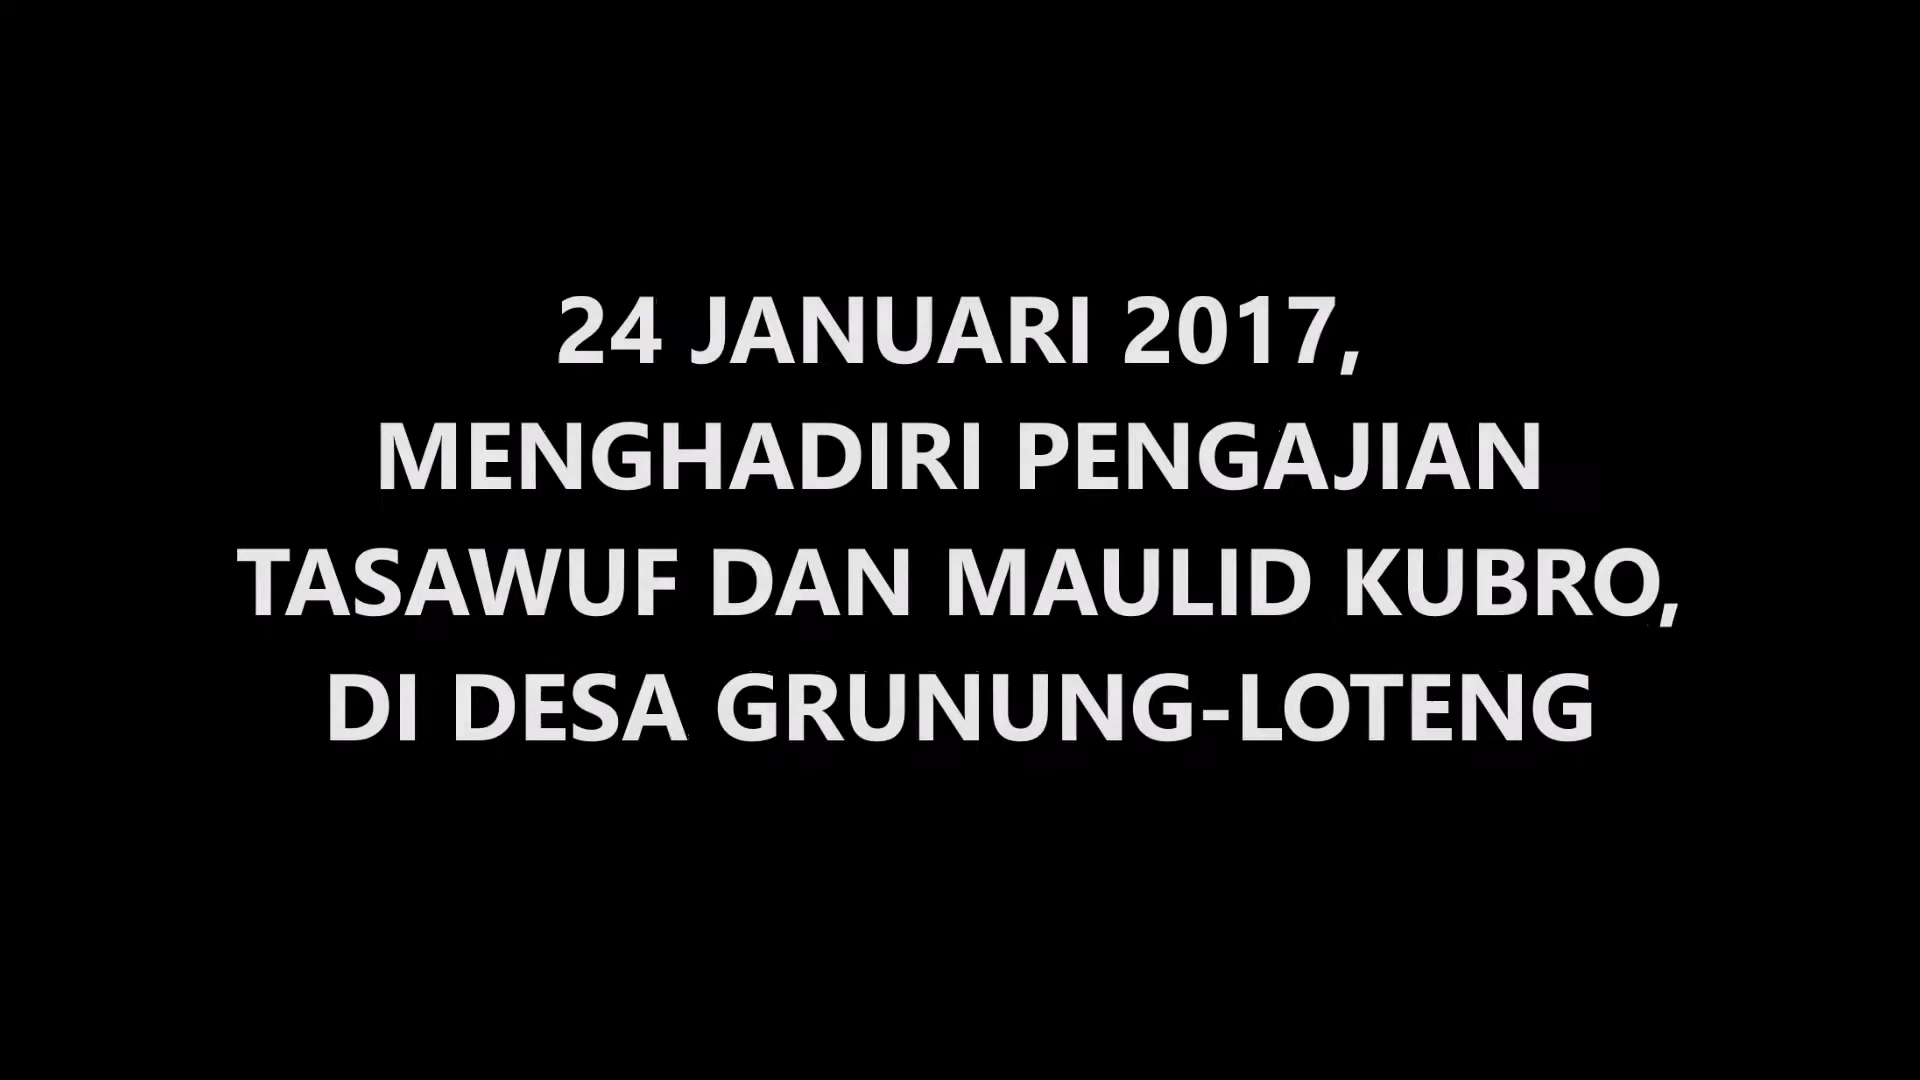 24 JANUARI 2017,
MENGHADIRI PENGAJIAN
TASAWUF DAN MAULID KUBRO,
DI DESA GRUNUNG-LOTENG